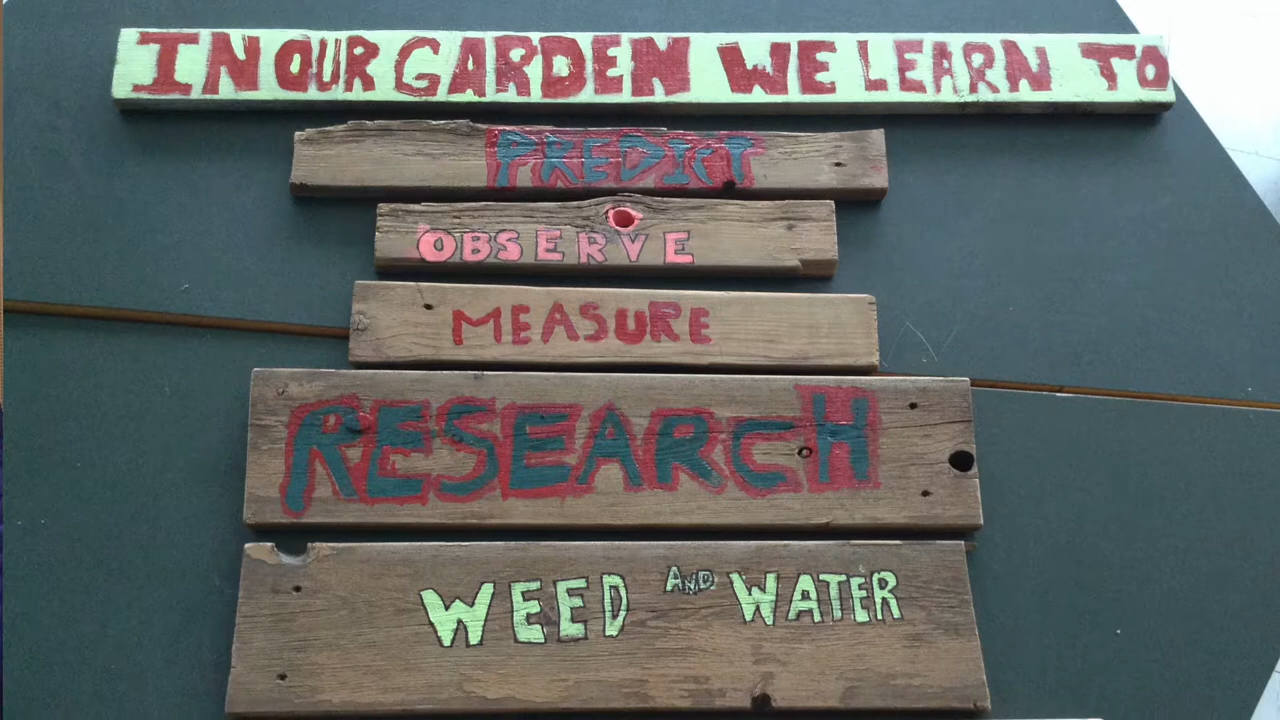 IN OUR GARDEN WE LEARN TO
PREDICT
OBSERVE
MEASURE
RESEARCH
WEED AND WATER